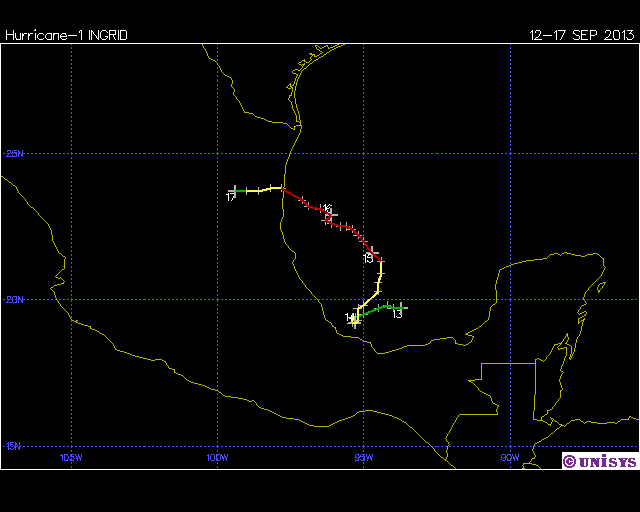 Hurricane-1 INGRID 12-17 SEP 2013
25N
16
17
15
20N
14
13
15N
105W 100W 95W 90W
© UNISYS